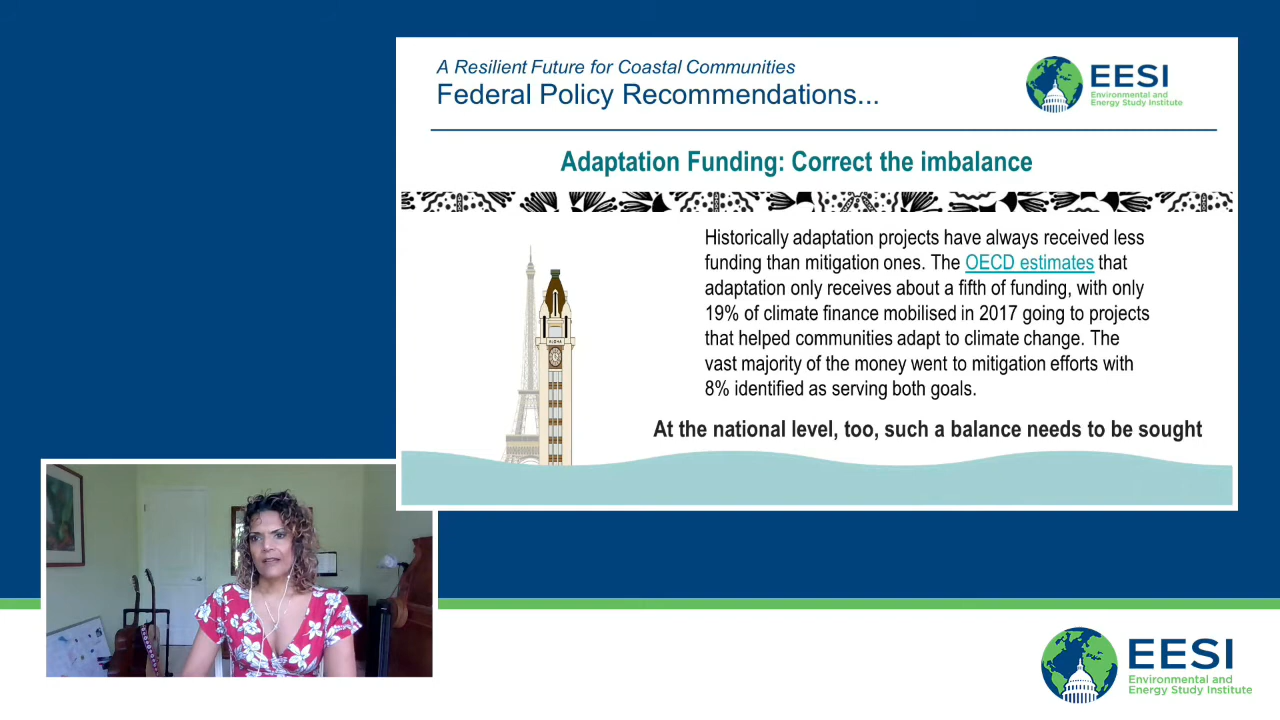 A Resilient Future for Coastal Communities
Federal Policy Recommendations...
EESI
Environmental and
Energy Study Institute
Adaptation Funding: Correct the imbalance
Historically adaptation projects have always received less
funding than mitigation ones. The OECD estimates that
adaptation only receives about a fifth of funding, with only
19% of climate finance mobilised in 2017 going to projects
that helped communities adapt to climate change. The
vast majority of the money went to mitigation efforts with
8% identified as serving both goals.
ALOHA
At the national level, too, such a balance needs to be sought
EESI
Environmental and
Energy Study Institute